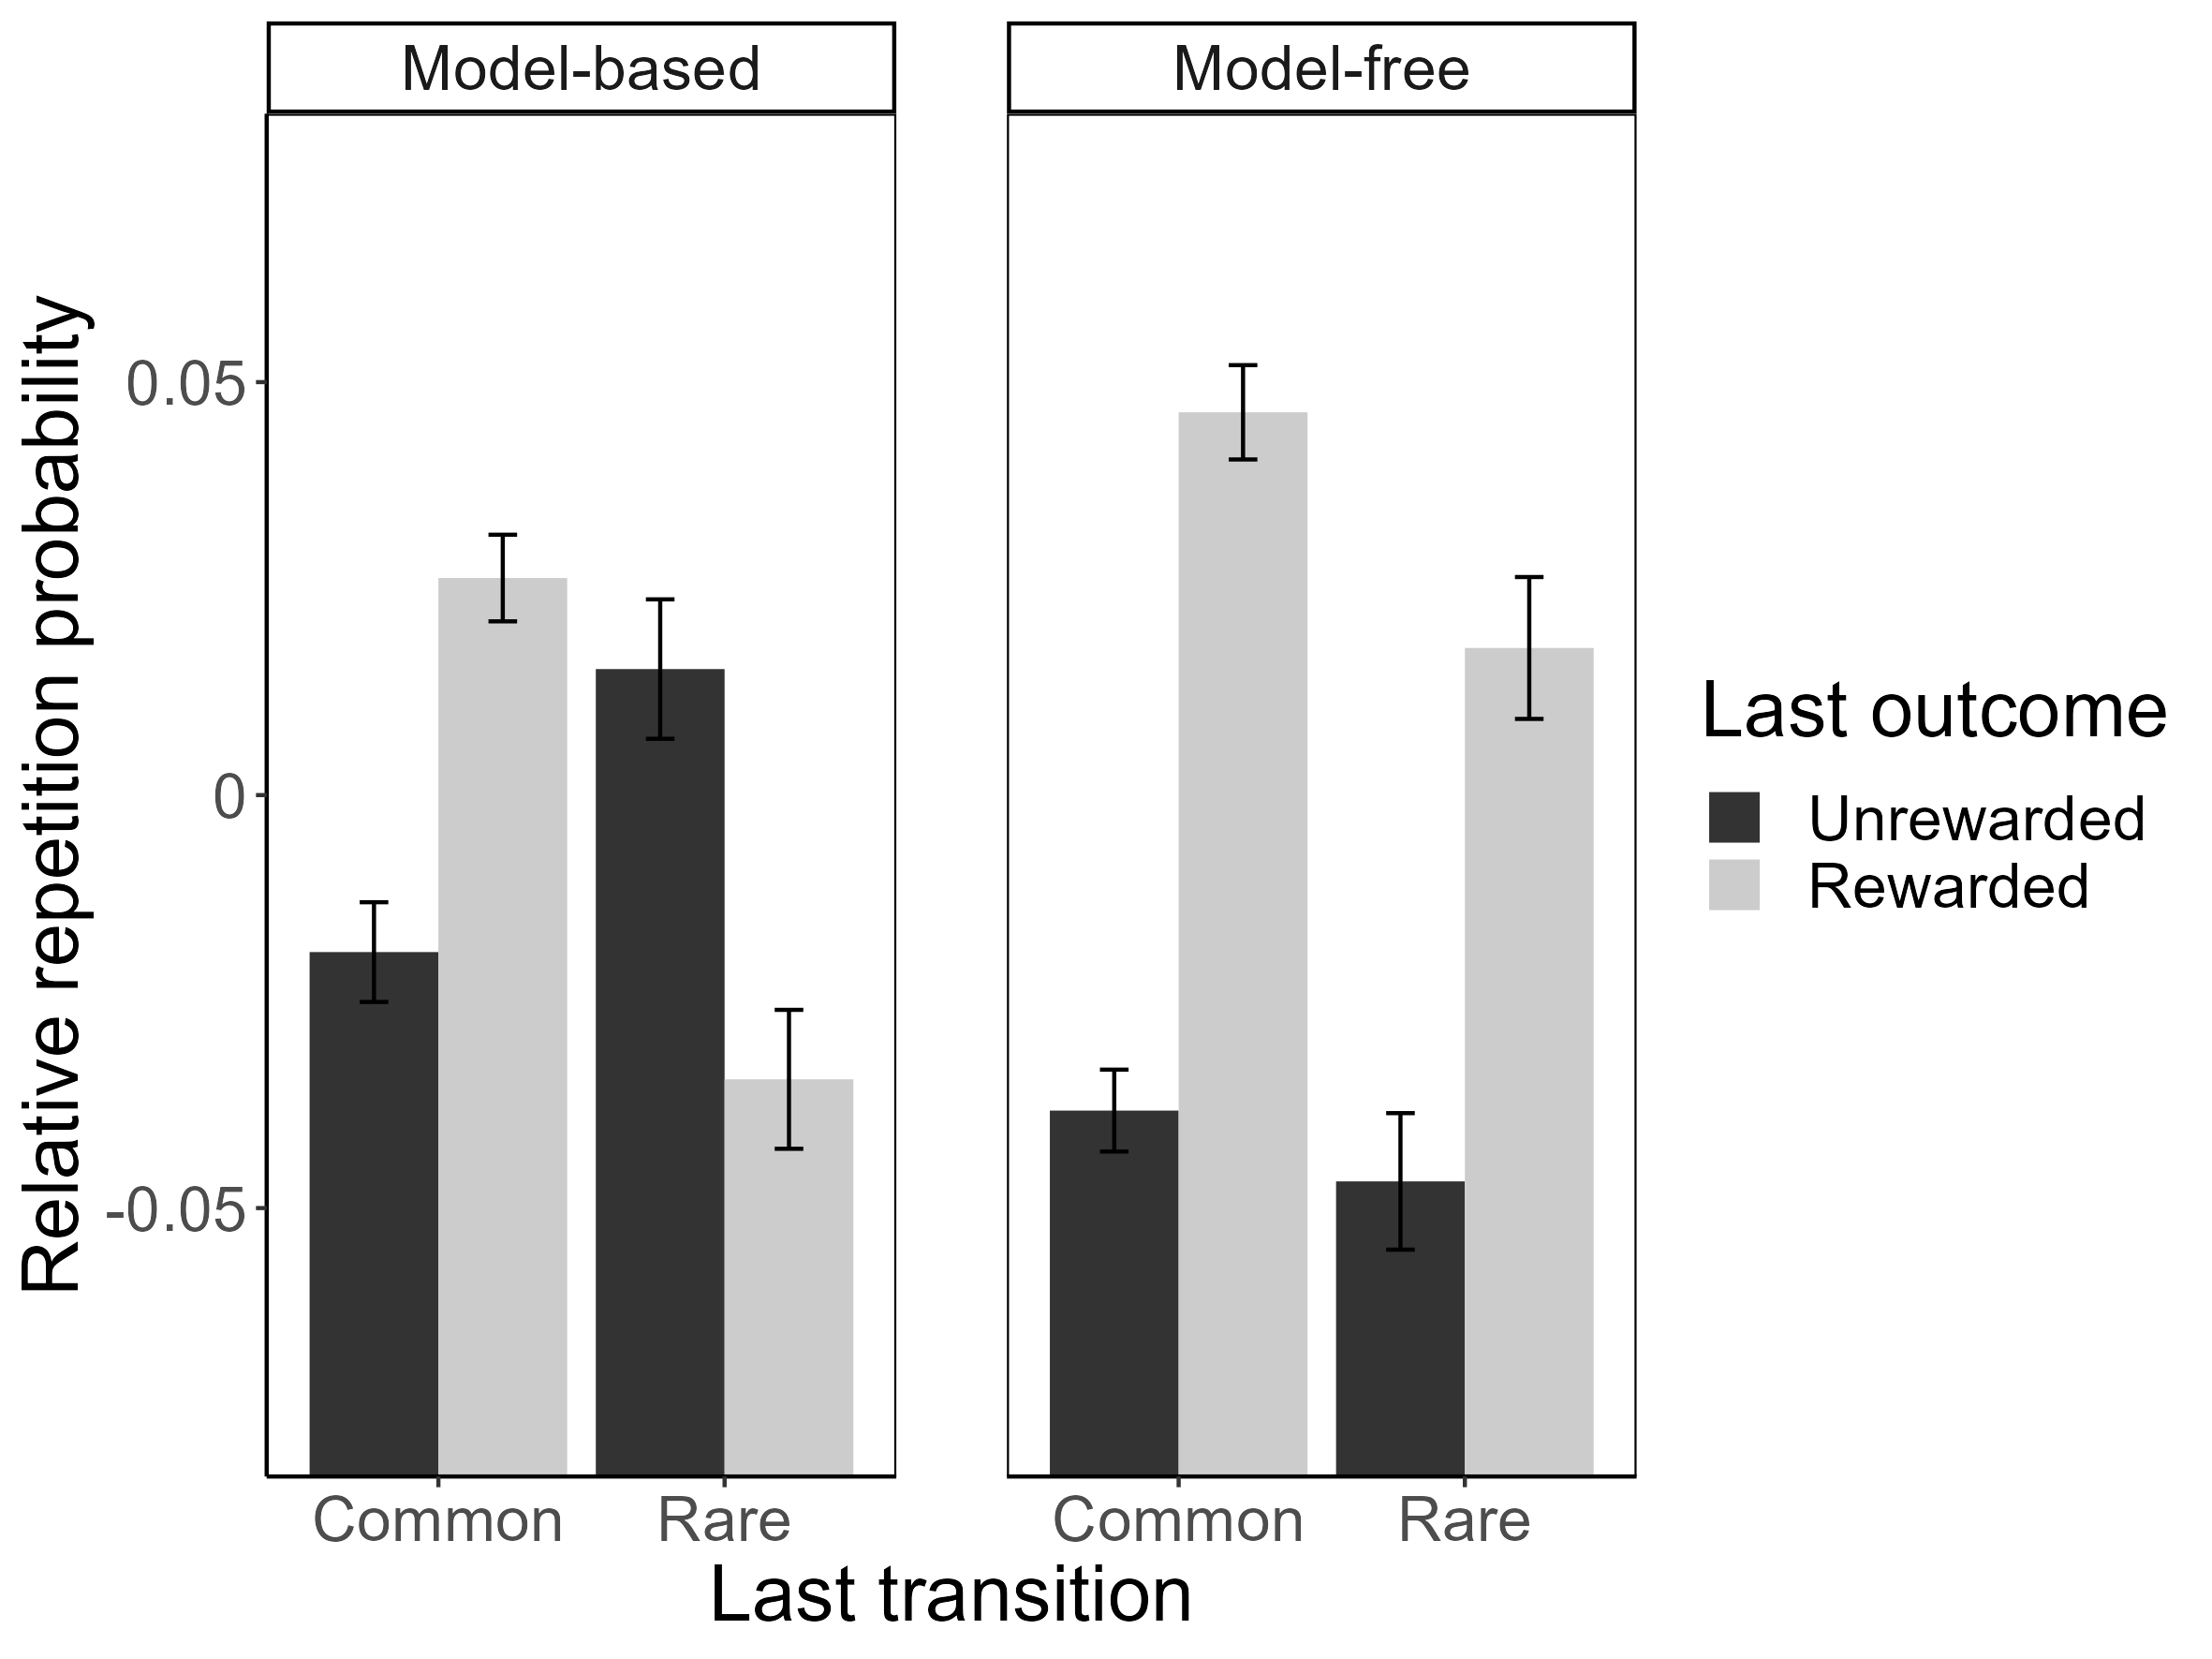 Model-based
Model-free
Relative repetition probability
0.05
0
-0.05
Common
Rare
Common
Rare
Last transition
Last outcome
Unrewarded
Rewarded